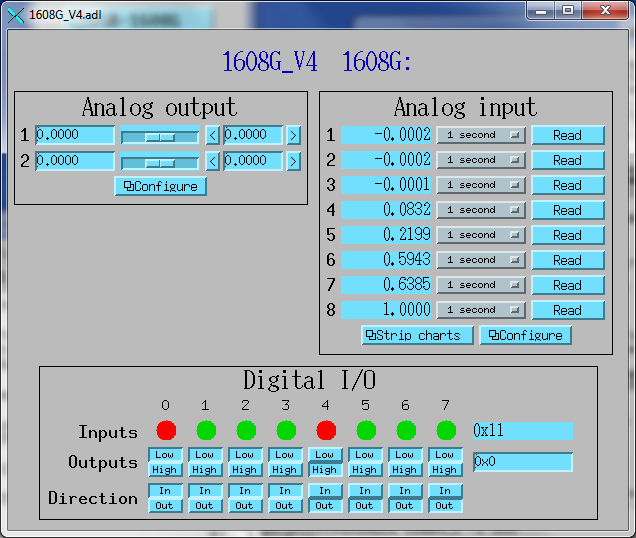 1608G_V4.adl
1608G_V4 1608G:
Analog output
1 0.0000 < 0.0000 >
2 0.0000 < 0.0000 >
Configure
Analog input
1 -0.0002 1 second Read
2 -0.0002 1 second Read
3 -0.0001 1 second Read
4 0.0832 1 second Read
5 0.2199 1 second Read
6 0.5943 1 second Read
7 0.6385 1 second Read
8 1.0000 1 second Read
Strip charts Configure
Digital I/O
0 1 2 3 4 5 6 7
Inputs 0x11
Outputs Low Low Low Low Low Low Low Low 0x0
High High High High High High High High
Direction In In In In In In In In
Out Out Out Out Out Out Out Out